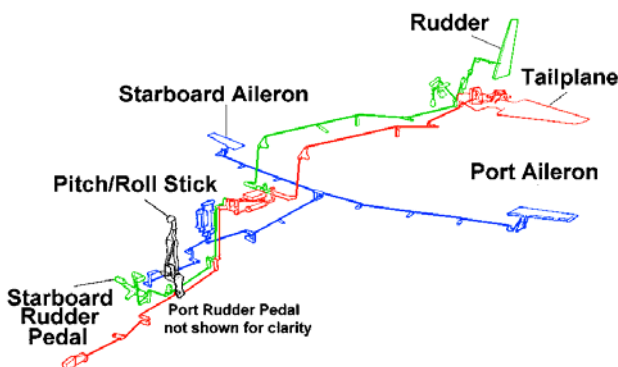 Rudder
Tailplane
Starboard Aileron
Port Aileron
Pitch/Roll Stick
Starboard
Rudder
Pedal
Port Rudder Pedal
not shown for clarity